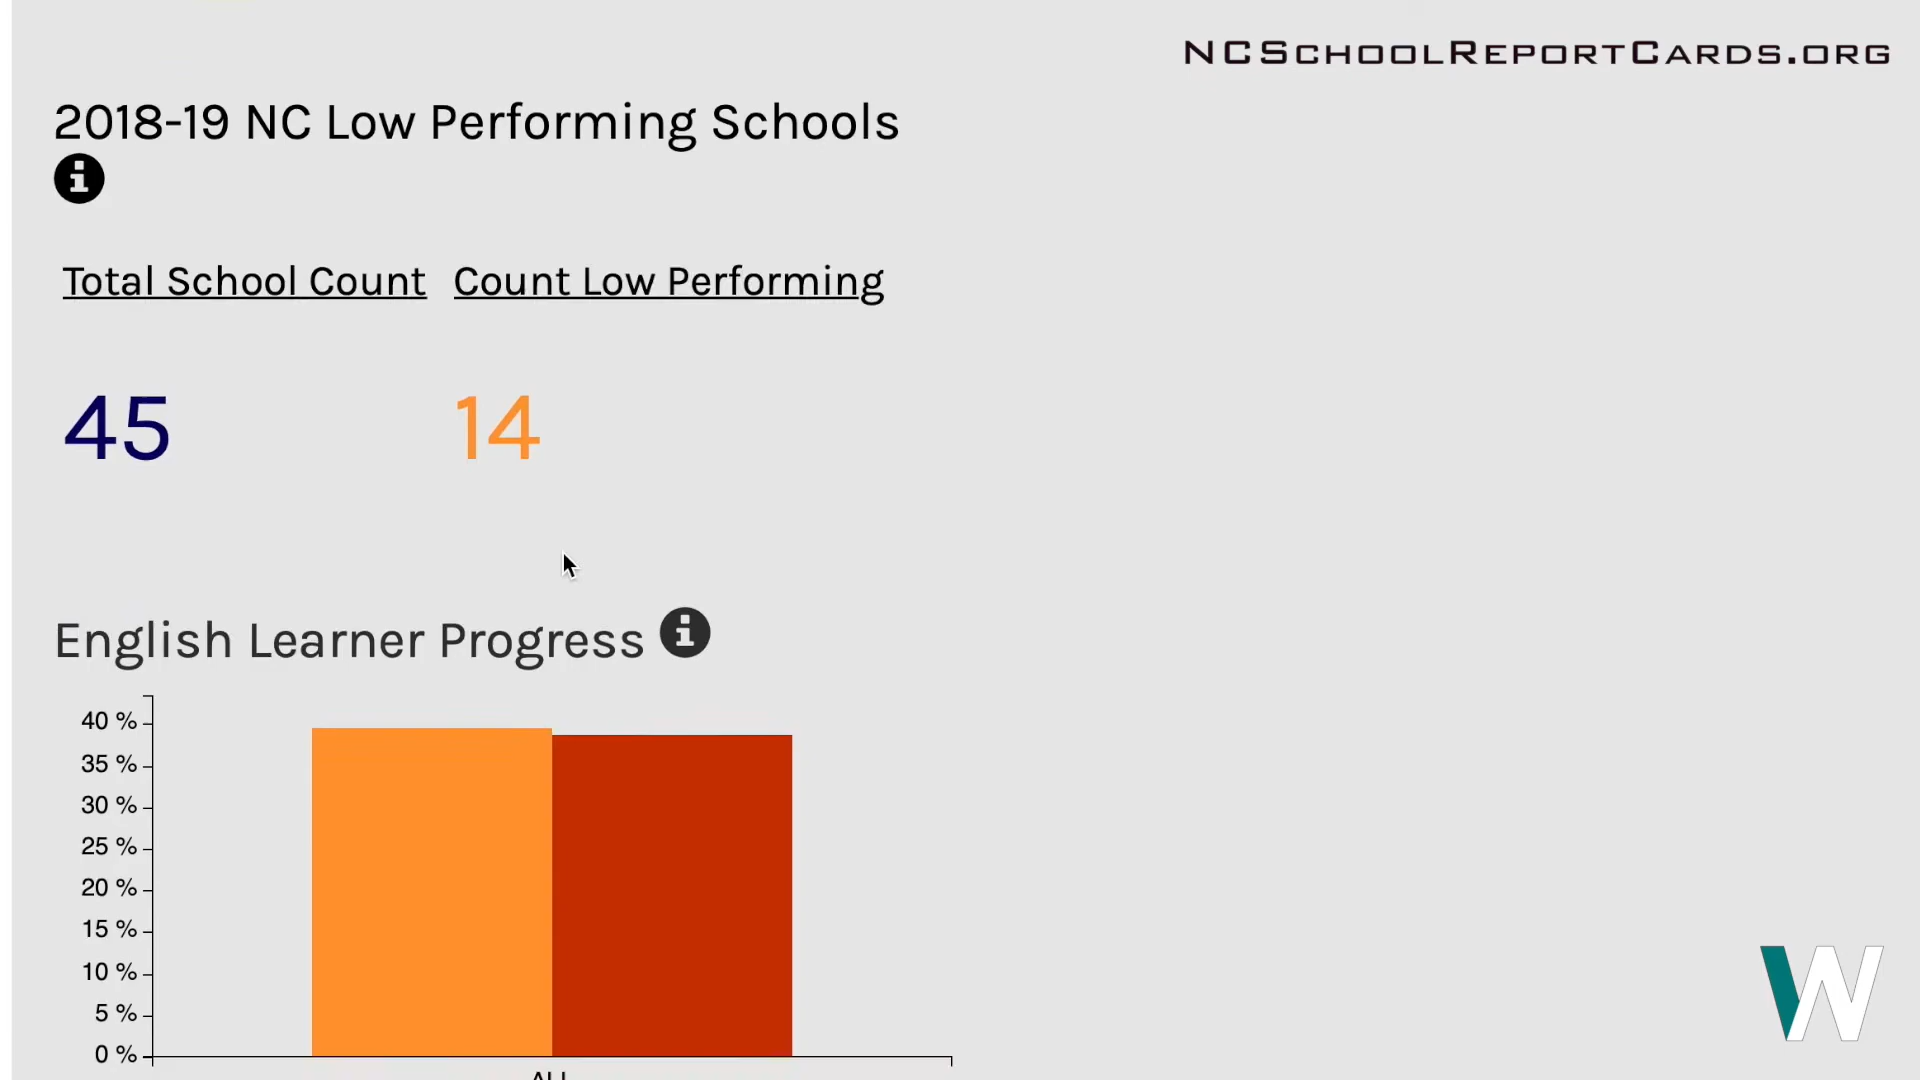 NCSchoolReportCards.org
2018-19 NC Low Performing Schools
Total School Count Count Low Performing
45 14
English Learner Progress
40 %
35 %
30 %
25 %
20 %
15 %
10 %
5 %
0 %
W